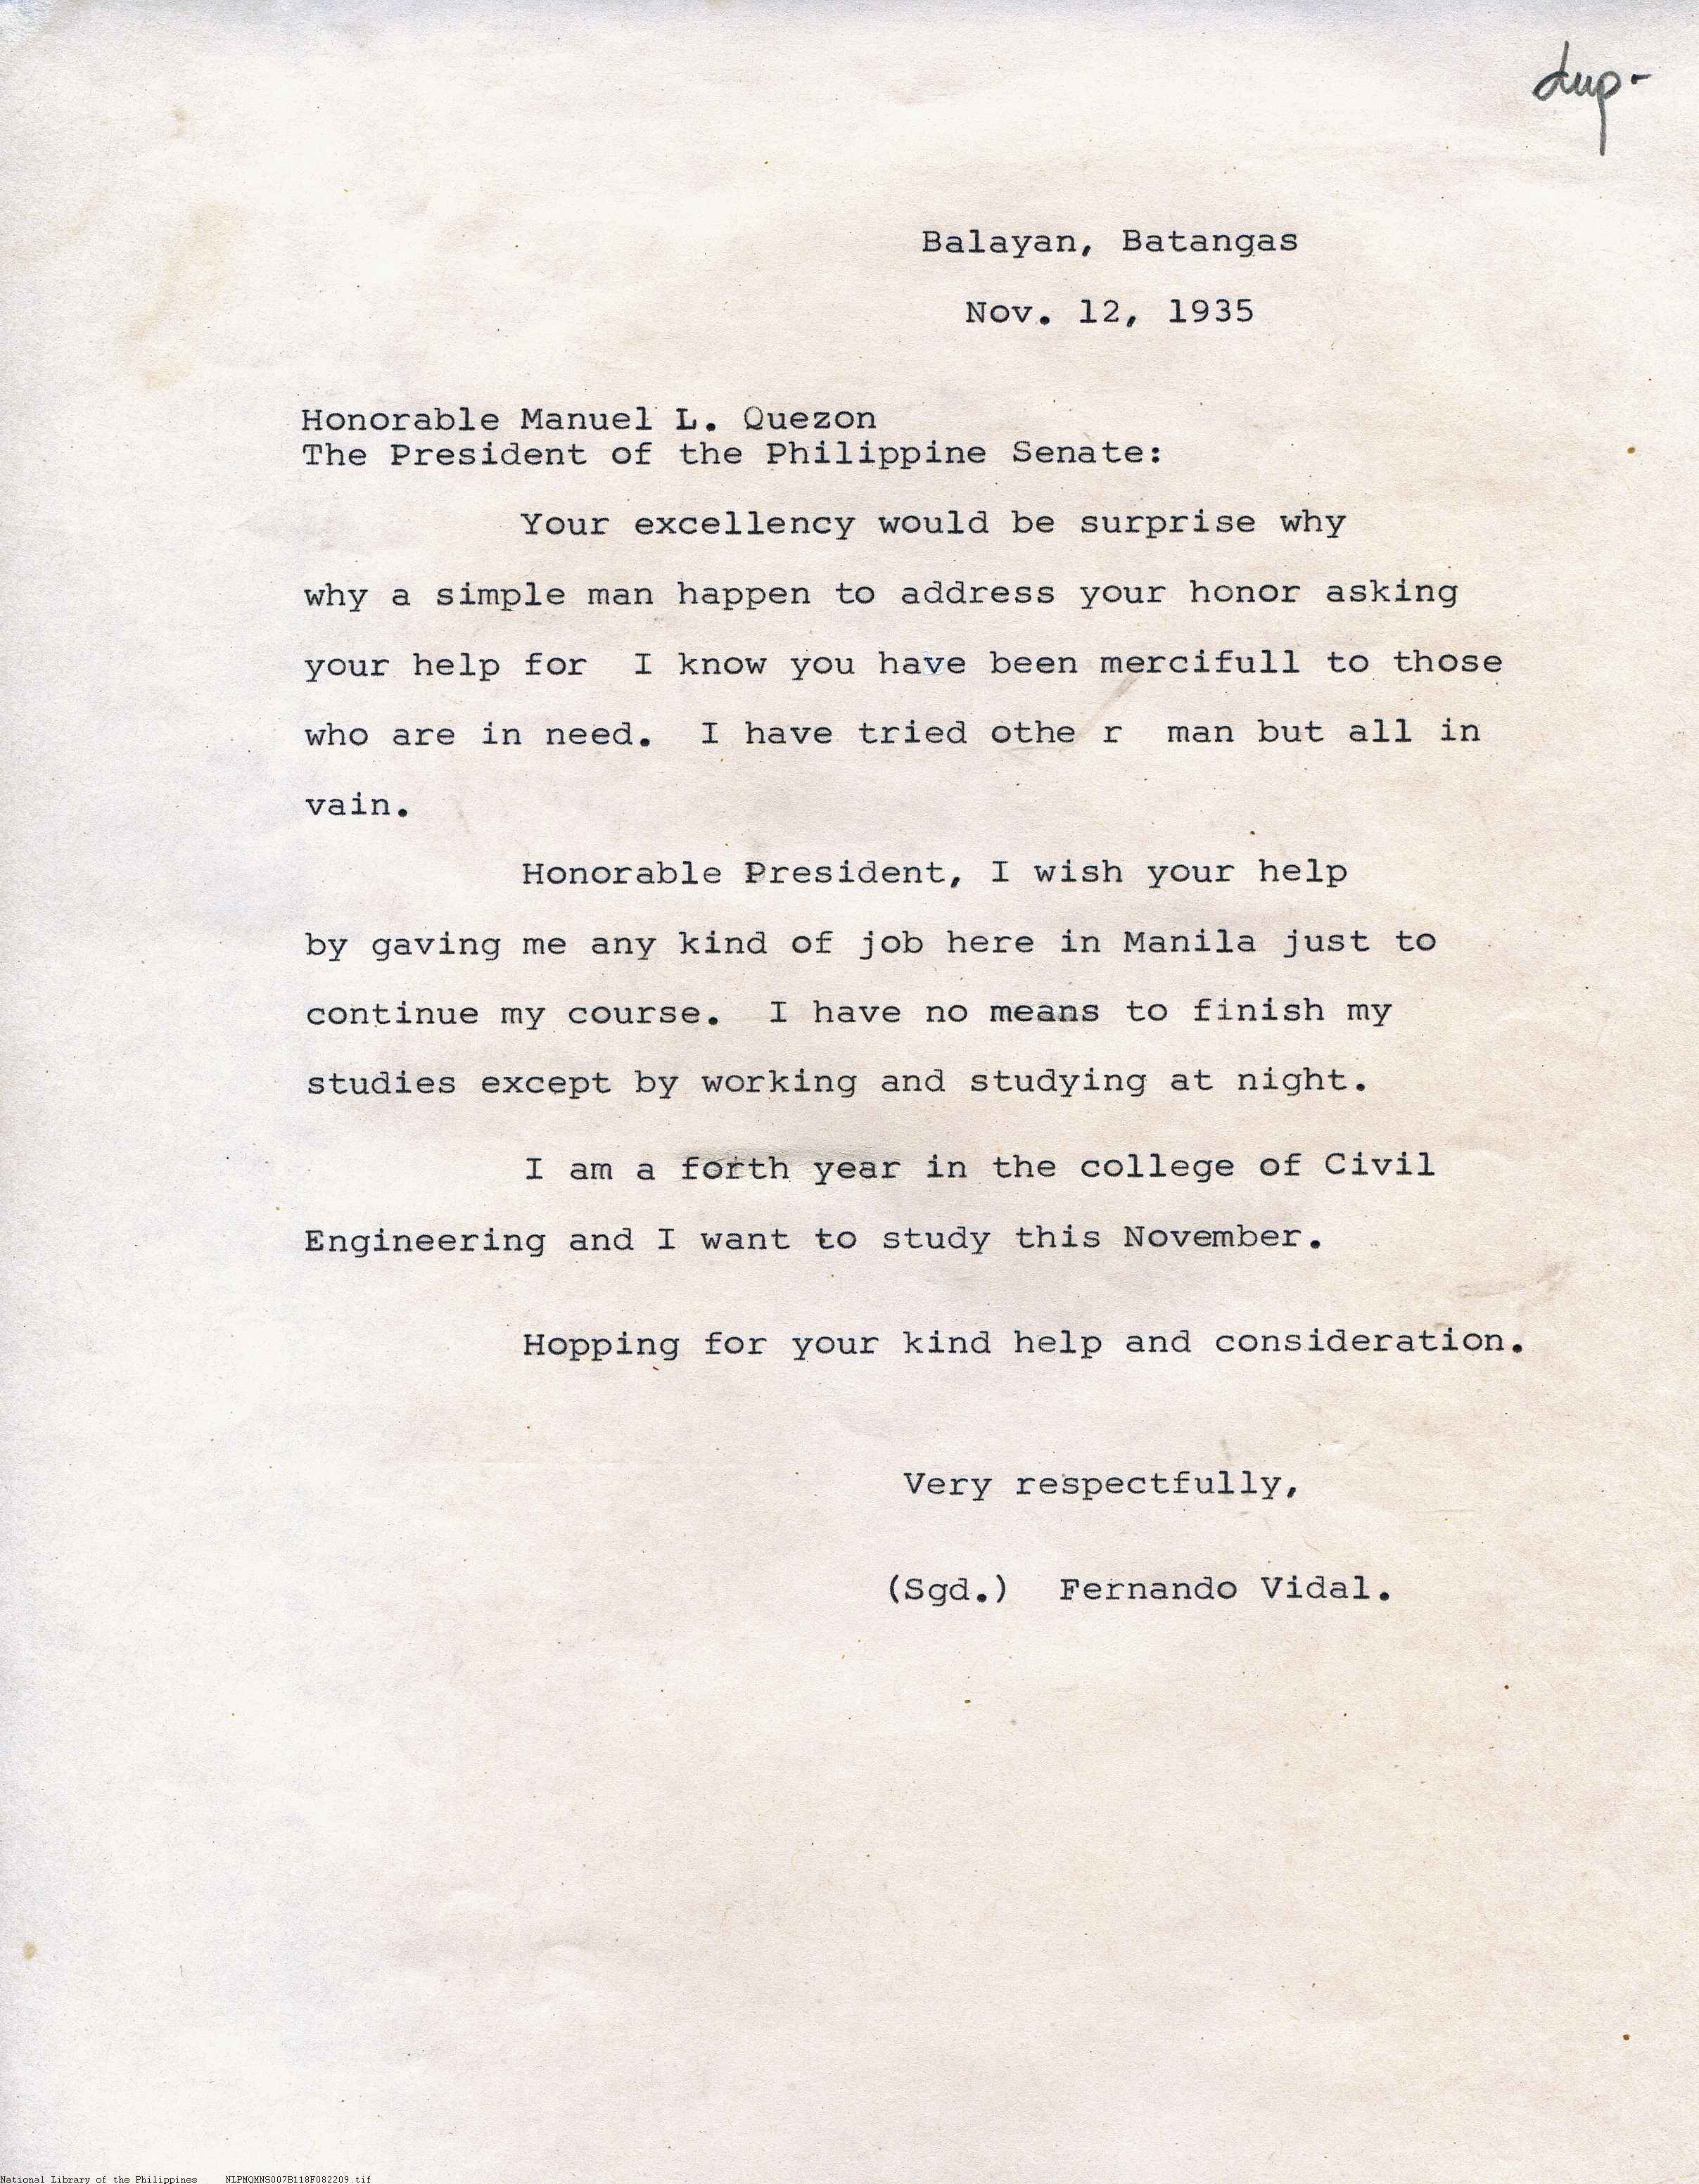 dup-
Balayan, Batangas
Nov. 12, 1935
Honorable Manuel L. Quezon
The President of the Philippine Senate:
Your excellency would be surprise why
why a simple man happen to address your honor asking
your help for I know you have been mercifull to those
who are in need. I have tried othe r man but all in
vain.
Honorable President, I wish your help
by gaving me any kind of job here in Manila just to
continue my course. I have no means to finish my
studies except by working and studying at night.
I am a forth year in the college of Civil
Engineering and I want to study this November.
Hopping for your kind help and consideration.
Very respectfully,
(Sgd.) Fernando Vidal.
National Library of the Philippines NLPMQMNS007B118F082209.tif